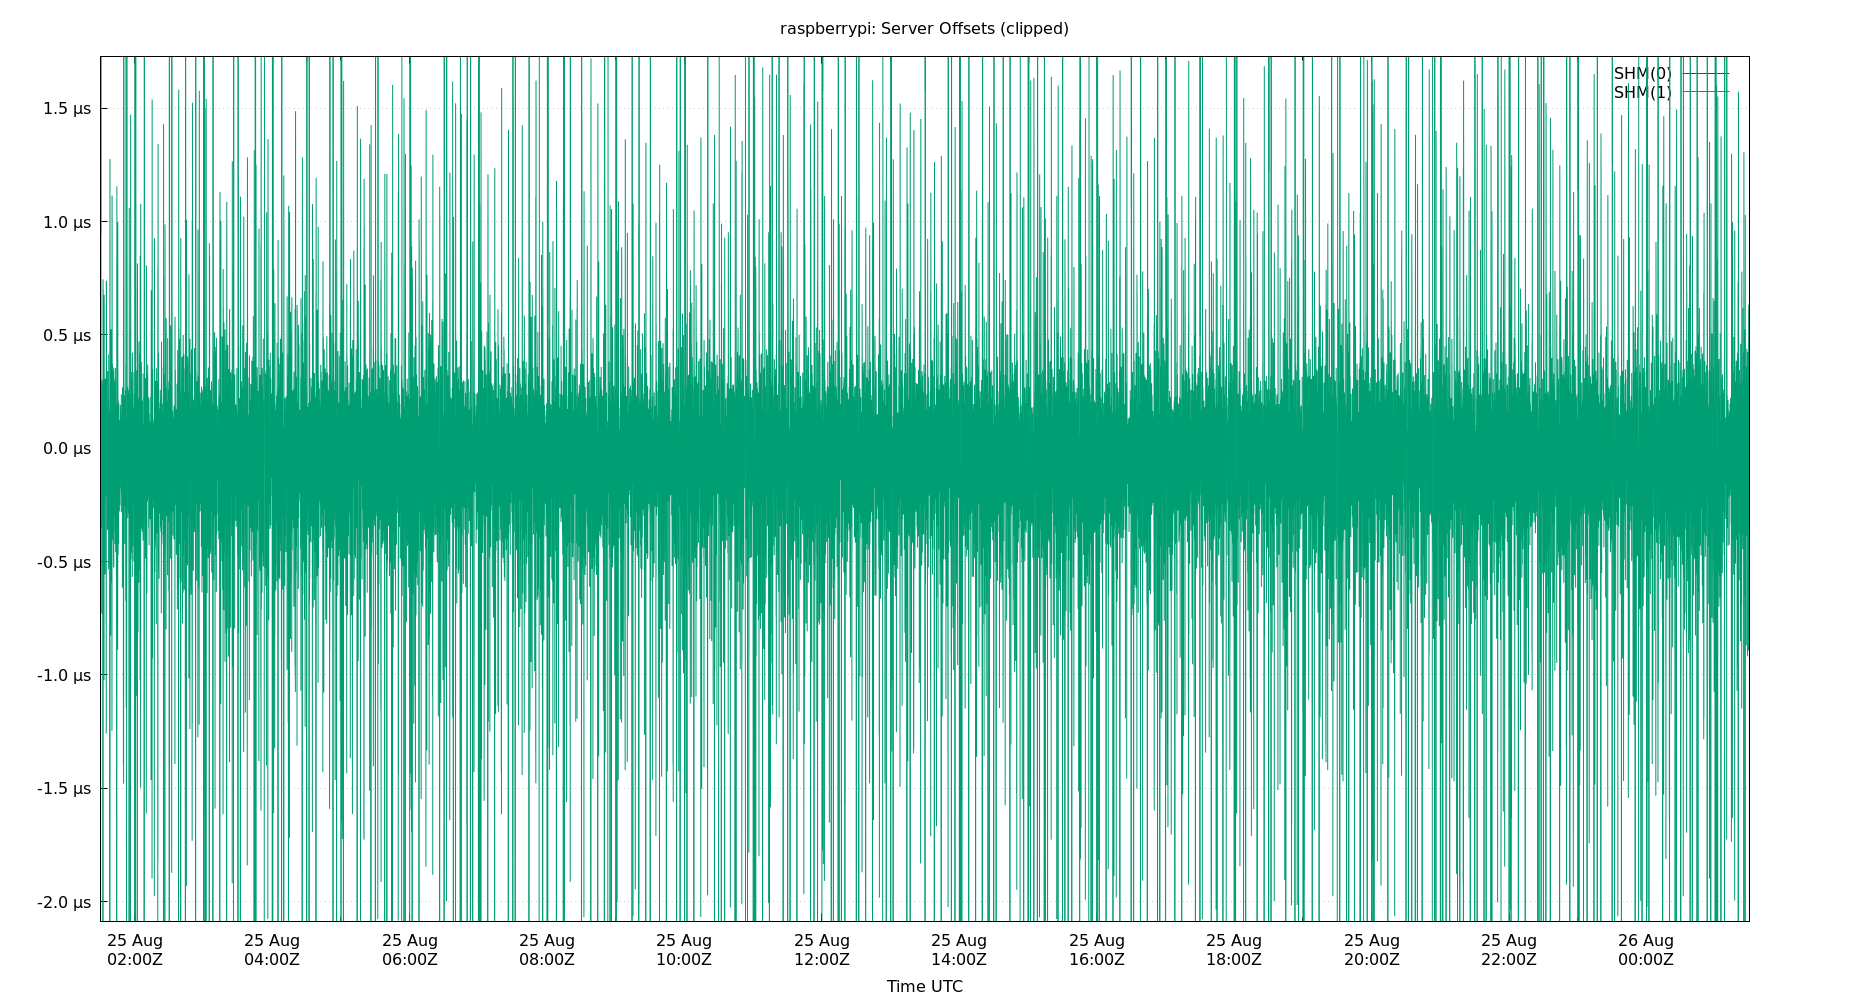 raspberrypi: Server Offsets (clipped)
SHM(0)
SHM(1)
1.5 µs
1.0 µs
0.5 µs
0.0 µs
-0.5 µs
-1.0 µs
-1.5 µs
-2.0 µs
25 Aug 25 Aug 25 Aug 25 Aug 25 Aug 25 Aug 25 Aug 25 Aug 25 Aug 25 Aug 25 Aug 26 Aug
02:00Z 04:00Z 06:00Z 08:00Z 10:00Z 12:00Z 14:00Z 16:00Z 18:00Z 20:00Z 22:00Z 00:00Z
Time UTC